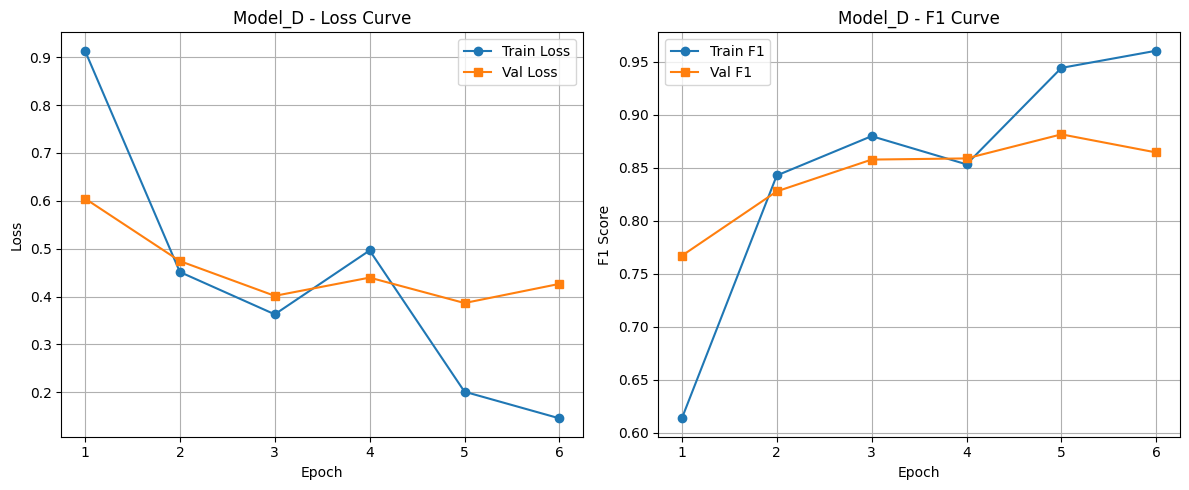 Model_D - Loss Curve
Train Loss
Val Loss
Loss
0.9
0.8
0.7
0.6
0.5
0.4
0.3
0.2
1 2 3 4 5 6
Epoch
Model_D - F1 Curve
Train F1
Val F1
F1 Score
0.95
0.90
0.85
0.80
0.75
0.70
0.65
0.60
1 2 3 4 5 6
Epoch